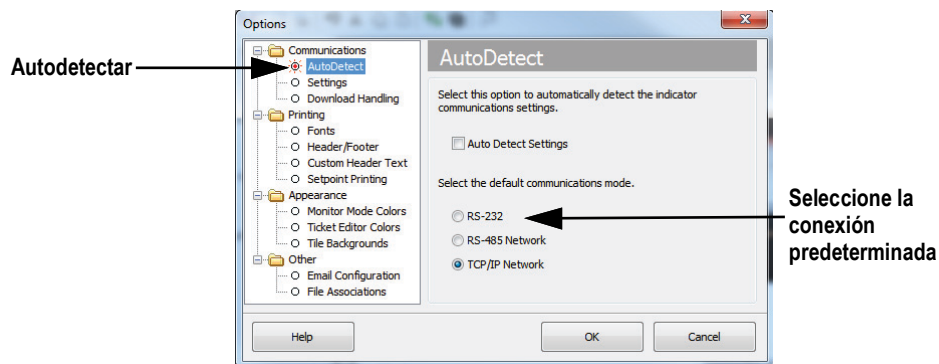 Options
Autodetectar
Communications
AutoDetect
Settings
Download Handling
Printing
Fonts
Header/Footer
Custom Header Text
Setpoint Printing
Appearance
Monitor Mode Colors
Ticket Editor Colors
Tile Backgrounds
Other
Email Configuration
File Associations
AutoDetect
Select this option to automatically detect the indicator
communications settings.
Auto Detect Settings
Select the default communications mode.
RS-232
RS-485 Network
TCP/IP Network
Seleccione la
conexión
predeterminada
Help
OK
Cancel